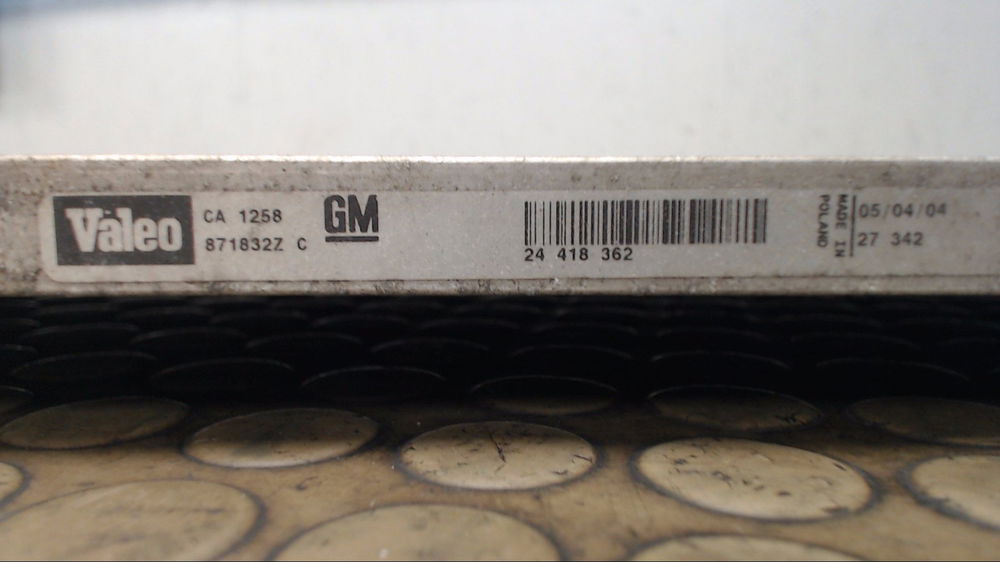 Valeo
CA 1258
871832Z C
GM
24 418 362
MADE IN
POLAND
05/04/04
27 342